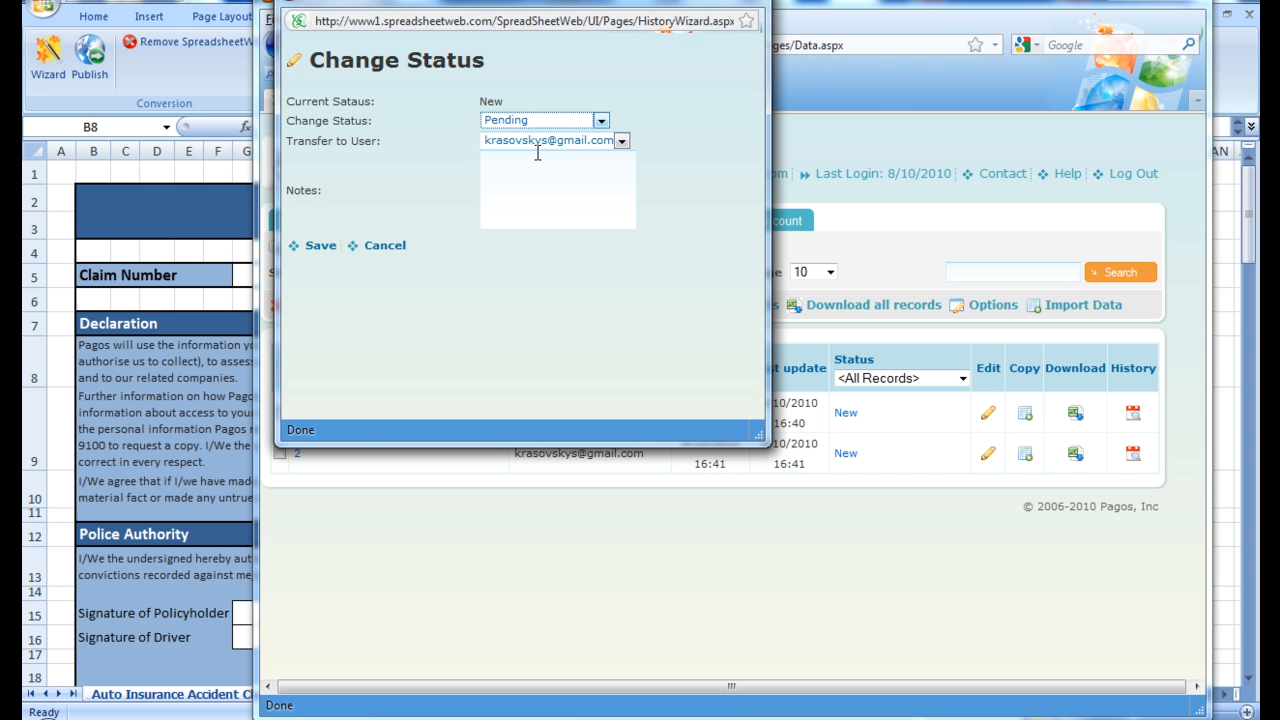 Home Insert Page Layou
Remove SpreadsheetW
Wizard Publish
Conversion
B8
A B C D E F G
1
2
3
4
5 Claim Number
6
7 Declaration
8 Pagos will use the information yo
authorise us to collect), to assess
and to our related companies.
9 Further information on how Pago
information about access to your
the personal information Pagos
9100 to request a copy. I/We the
correct in every respect.
10 I/We agree that if I/we have made
material fact or made any untrue
11
12 Police Authority
13 I/We the undersigned hereby aut
convictions recorded against me
14
15 Signature of Policyholder
16 Signature of Driver
17
18
Auto Insurance Accident Cl
Ready
http://www1.spreadsheetweb.com/SpreadSheetWeb/UI/Pages/HistoryWizard.aspx
Change Status
Current Sataus: New
Change Status: Pending
Transfer to User: krasovskys@gmail.com
Notes:
Save Cancel
Done
ges/Data.aspx
Google
AN
om Last Login: 8/10/2010 Contact Help Log Out
count
e 10 Search
s Download all records Options Import Data
t update Status Edit Copy Download History
<All Records>
10/2010 New
16:40
2 krasovskys@gmail.com 10/2010 New
16:41 16:41
© 2006-2010 Pagos, Inc
Done